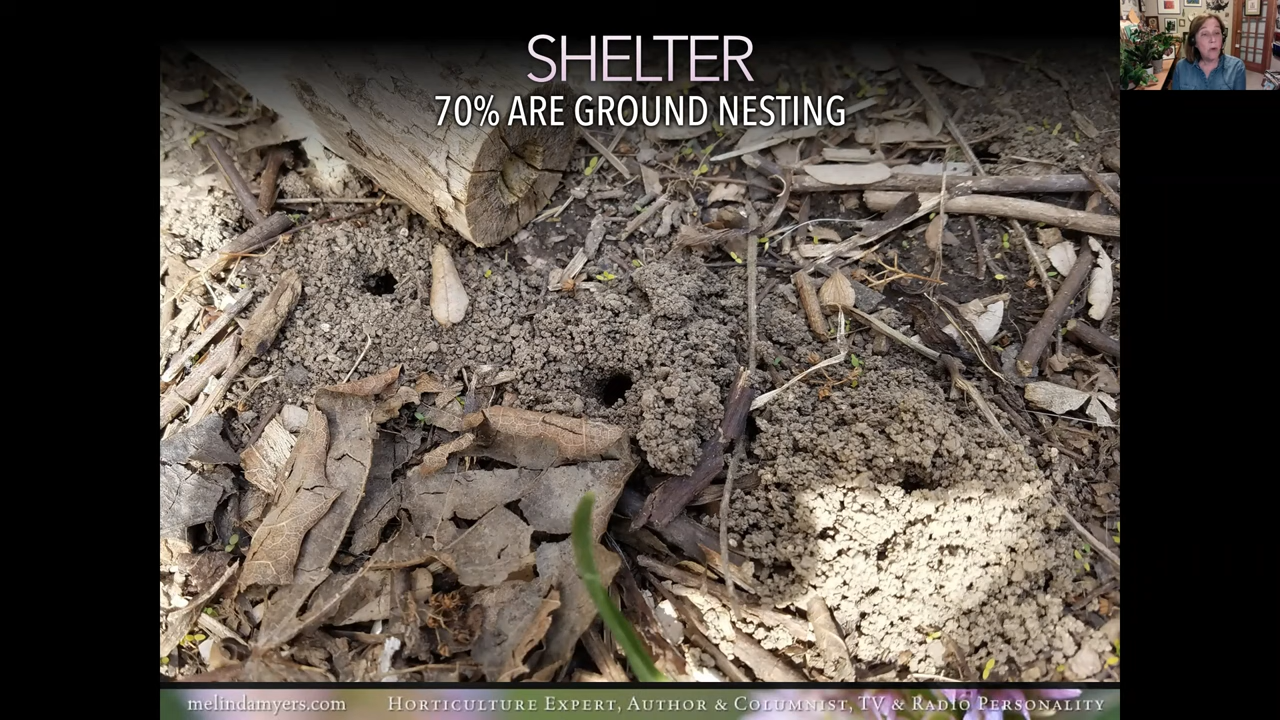 SHELTER
70% ARE GROUND NESTING
melindamyers.com HORTICULTURE EXPERT, AUTHOR & COLUMNIST, TV & RADIO PERSONALITY